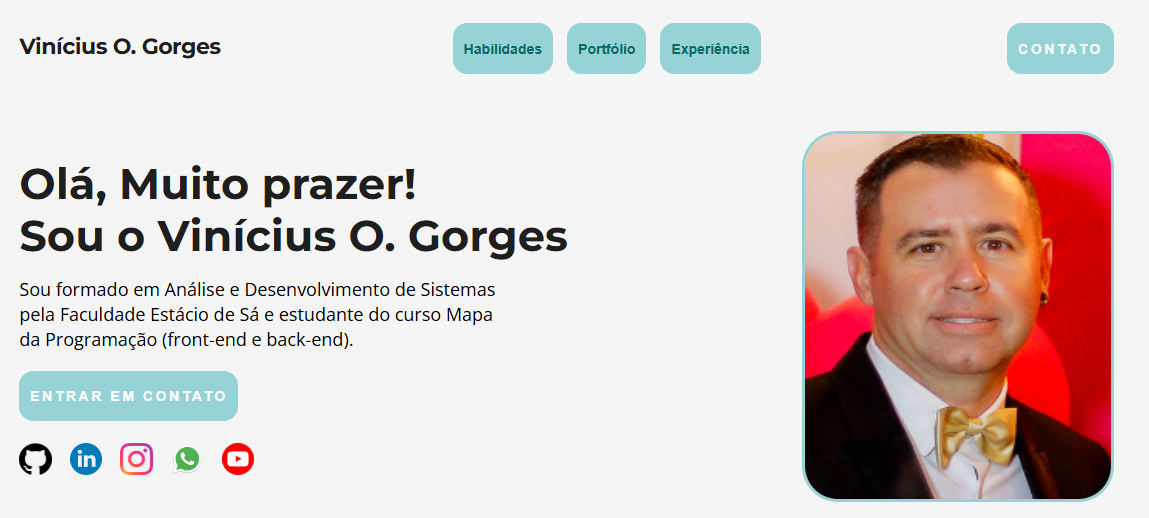 Vinícius O. Gorges
Habilidades
Portfólio
Experiência
CONTATO
Olá, Muito prazer!
Sou o Vinícius O. Gorges
Sou formado em Análise e Desenvolvimento de Sistemas
pela Faculdade Estácio de Sá e estudante do curso Mapa
da Programação (front-end e back-end).
ENTRAR EM CONTATO
in